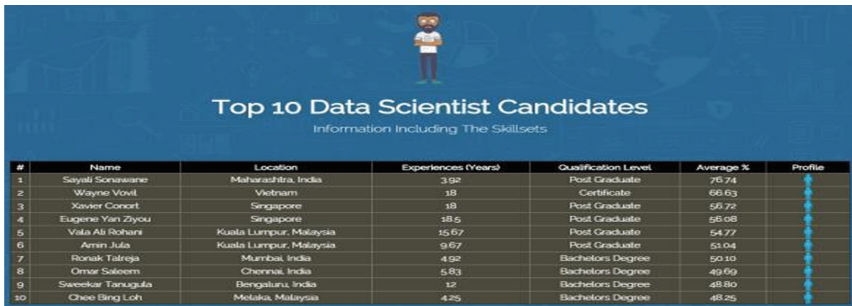 Top 10 Data Scientist Candidates
Information Including The Skillsets
# Name Location Experiences (Years) Qualification Level Average % Profile
1 Sayali Sonawane Maharashtra, India 3.92 Post Graduate 76.74
2 Wayne Vovil Vietnam 18 Certificate 66.63
3 Xavier Conort Singapore 18 Post Graduate 56.72
4 Eugene Yan Ziyou Singapore 18.5 Post Graduate 56.08
5 Vala Ali Rohani Kuala Lumpur, Malaysia 15.67 Post Graduate 54.77
6 Amin Jula Kuala Lumpur, Malaysia 9.67 Post Graduate 51.04
7 Ronak Talreja Mumbai, India 4.92 Bachelors Degree 50.10
8 Omar Saleem Chennai, India 5.83 Bachelors Degree 49.69
9 Sweekar Tanugula Bengaluru, India 12 Bachelors Degree 48.80
10 Chee Bing Loh Melaka, Malaysia 4.25 Bachelors Degree 48.25